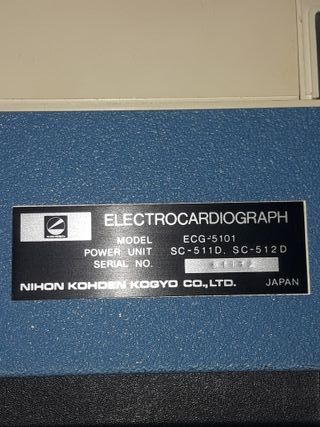 ELECTROCARDIOGRAPH
MODEL ECG-5101
POWER UNIT SC-511D, SC-512D
SERIAL NO.
NIHON KOHDEN KOGYO CO., LTD. JAPAN